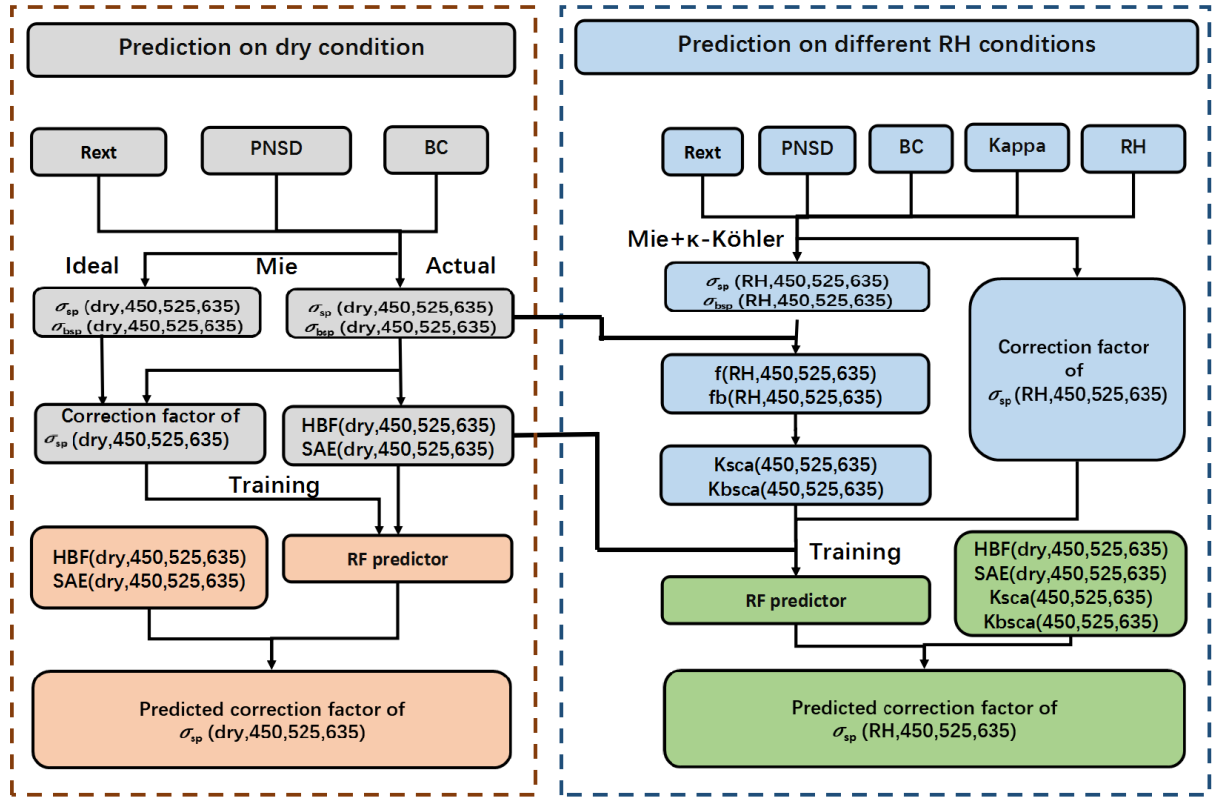 Prediction on dry condition
Rext
PNSD
BC
Ideal
Mie
Actual
σsp (dry,450,525,635)
σbsp (dry,450,525,635)
σsp (dry,450,525,635)
σbsp (dry,450,525,635)
Correction factor of
σsp (dry,450,525,635)
HBF(dry,450,525,635)
SAE(dry,450,525,635)
Training
HBF(dry,450,525,635)
SAE(dry,450,525,635)
RF predictor
Predicted correction factor of
σsp (dry,450,525,635)
Prediction on different RH conditions
Rext
PNSD
BC
Kappa
RH
Mie+κ-Köhler
σsp (RH,450,525,635)
σbsp (RH,450,525,635)
Correction factor
of
σsp (RH,450,525,635)
f(RH,450,525,635)
fb(RH,450,525,635)
Ksca(450,525,635)
Kbsca(450,525,635)
Training
RF predictor
HBF(dry,450,525,635)
SAE(dry,450,525,635)
Ksca(450,525,635)
Kbsca(450,525,635)
Predicted correction factor of
σsp (RH,450,525,635)